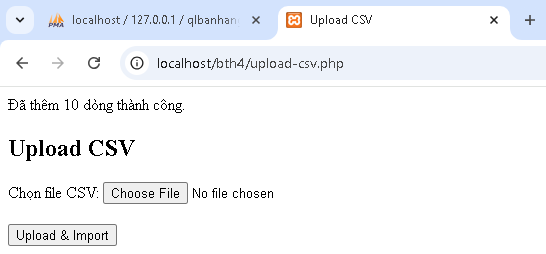 localhost / 127.0.0.1 / qlbanhan
Upload CSV
localhost/bth4/upload-csv.php
Đã thêm 10 dòng thành công.
Upload CSV
Chọn file CSV: Choose File No file chosen
Upload & Import